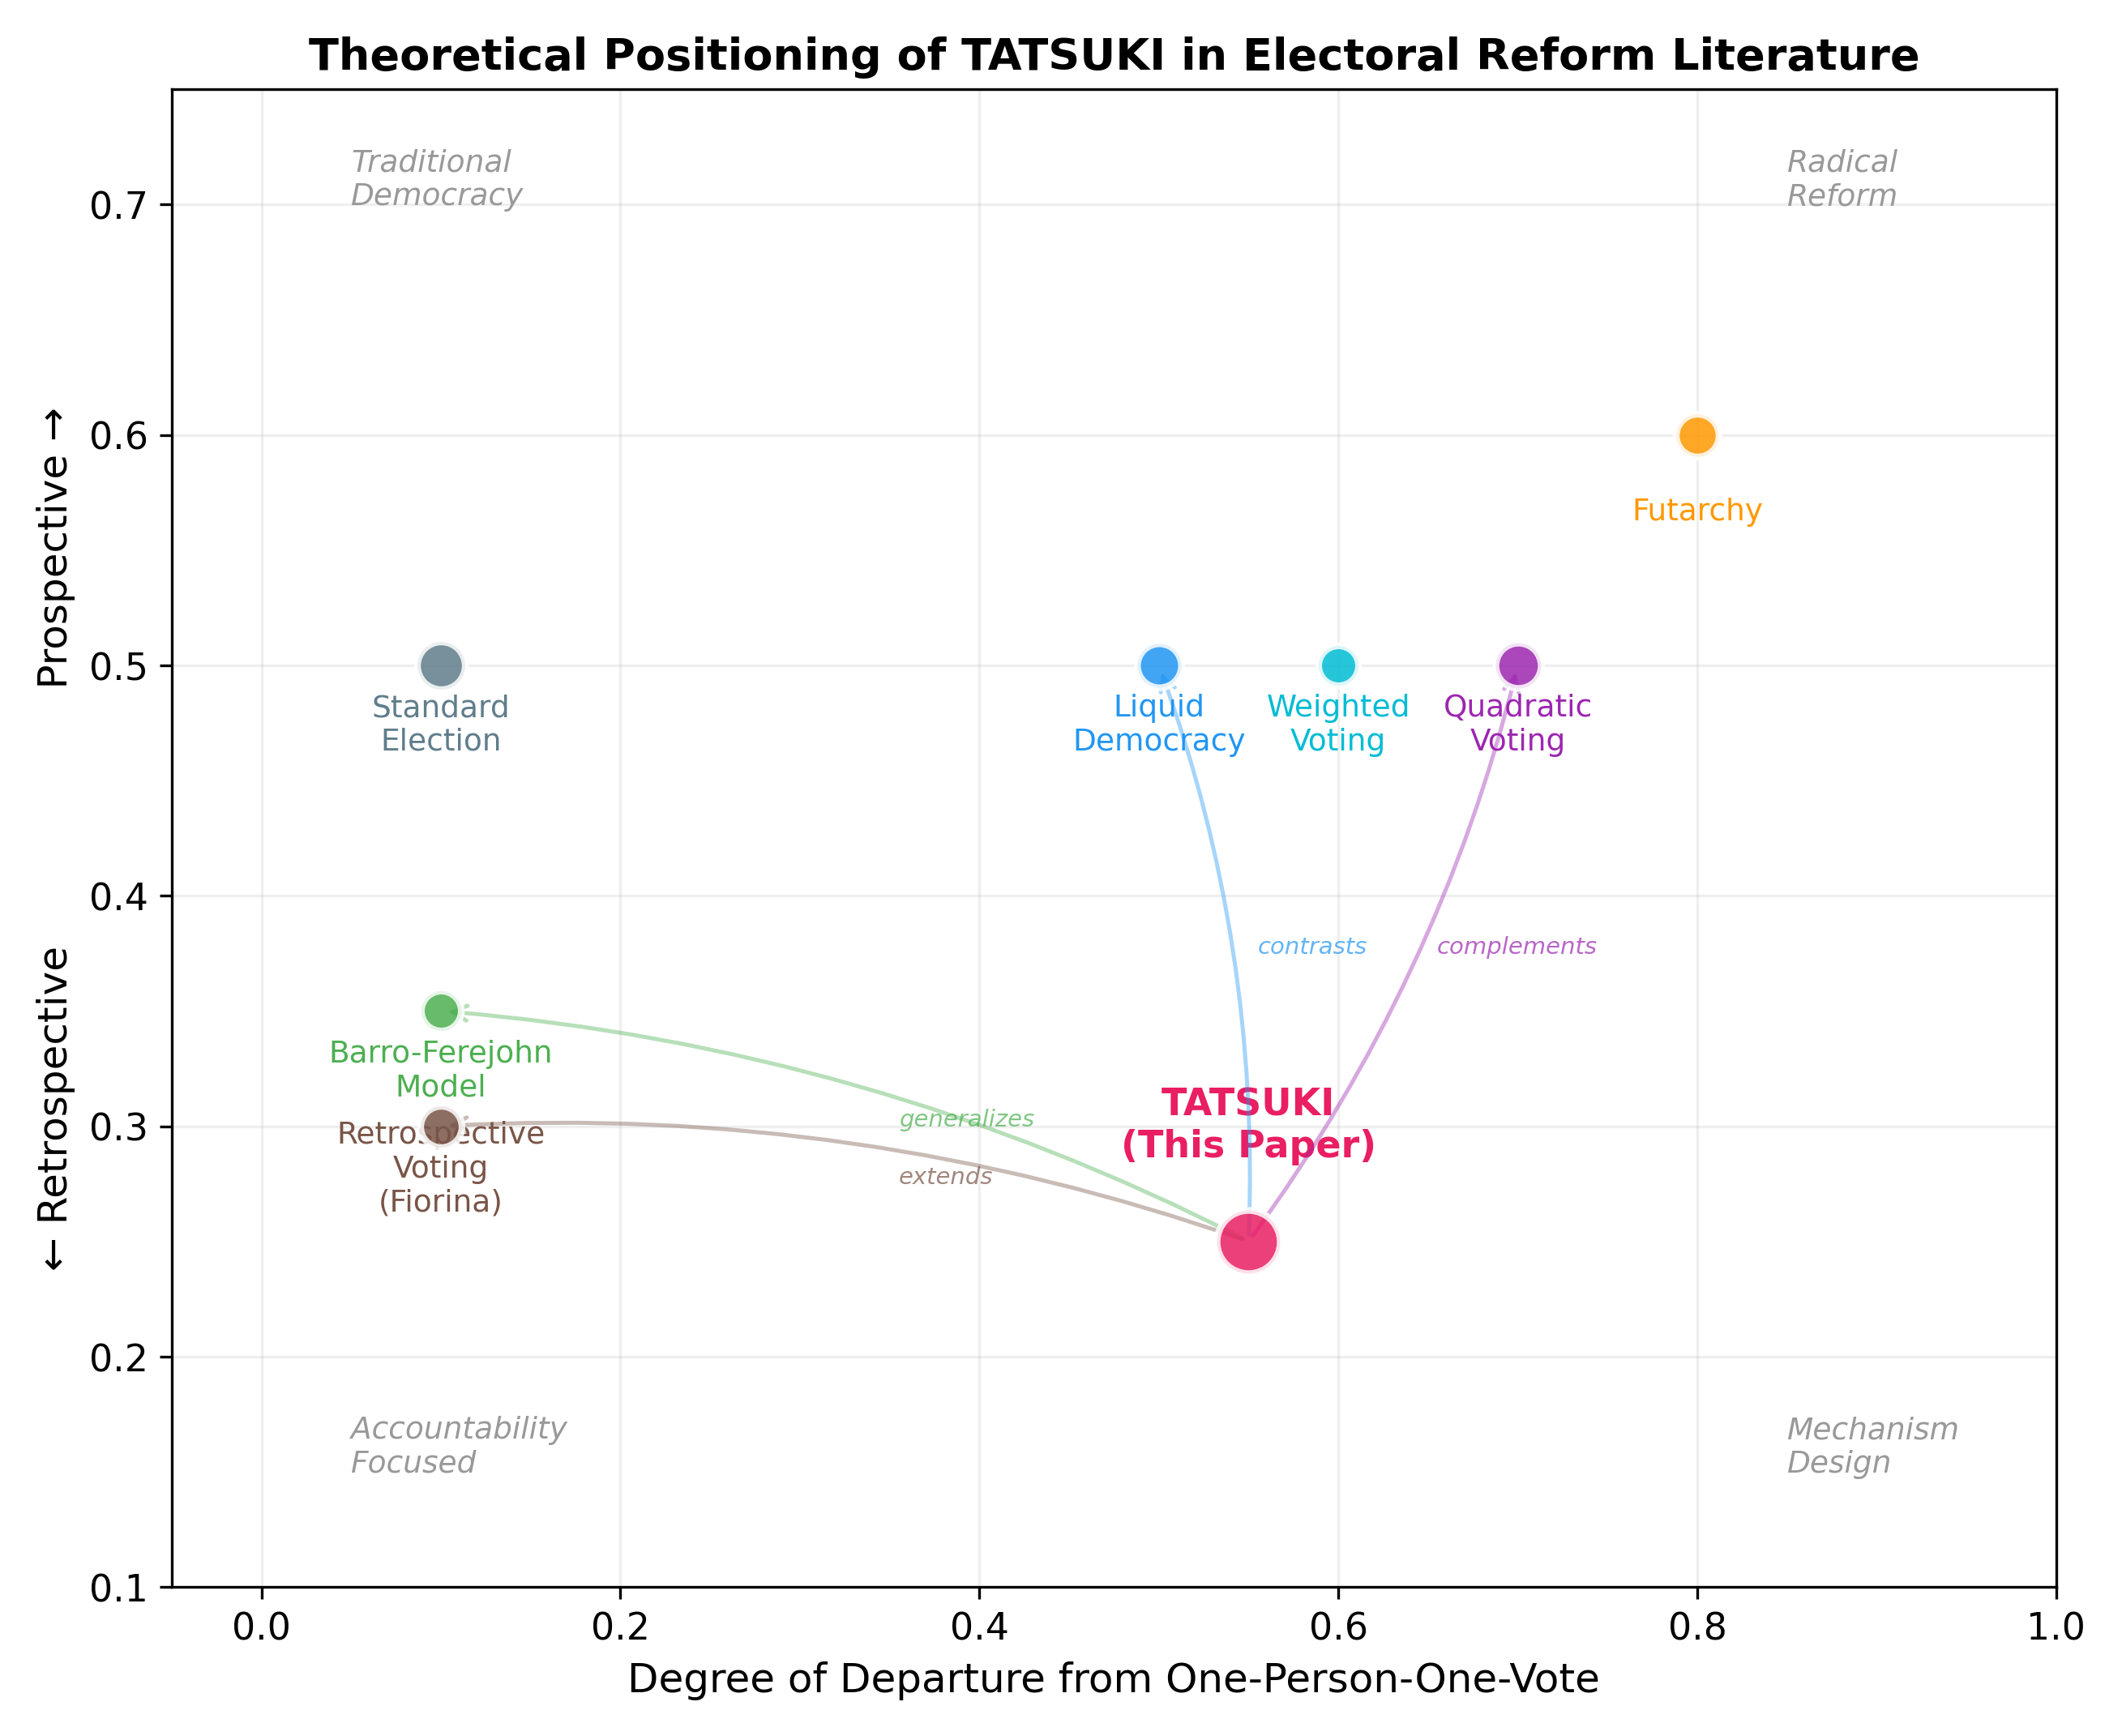 Theoretical Positioning of TATSUKI in Electoral Reform Literature
Traditional
Democracy
Radical
Reform
0.7
0.6
0.5
0.4
0.3
0.2
0.1
← Retrospective
Prospective →
Futarchy
Standard
Election
Liquid
Democracy
Weighted
Voting
Quadratic
Voting
contrasts
complements
Barro-Ferejohn
Model
Retrospective
Voting
(Fiorina)
generalizes
extends
TATSUKI
(This Paper)
Accountability
Focused
Mechanism
Design
0.0
0.2
0.4
0.6
0.8
1.0
Degree of Departure from One-Person-One-Vote